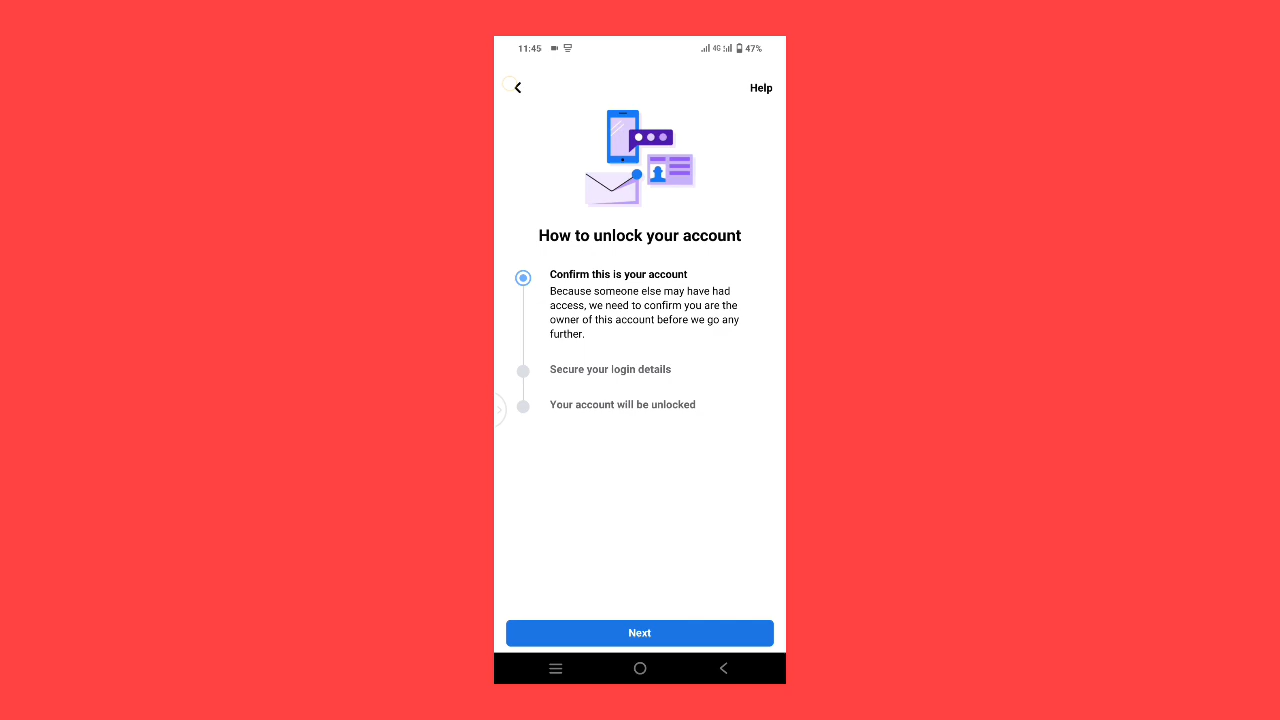 11:45 4G 47%
Help
How to unlock your account
Confirm this is your account
Because someone else may have had
access, we need to confirm you are the
owner of this account before we go any
further.
Secure your login details
Your account will be unlocked
Next